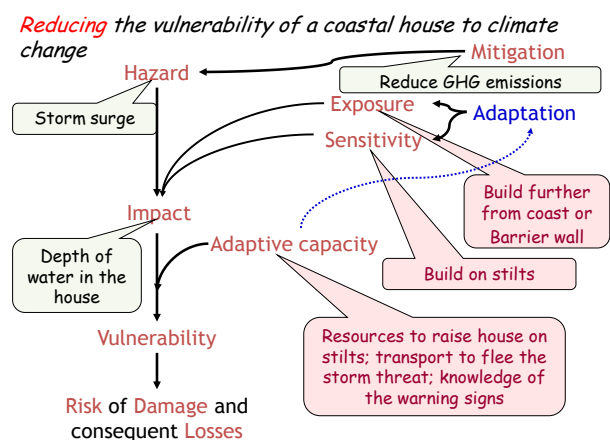 Reducing the vulnerability of a coastal house to climate
change
Mitigation
Hazard
Reduce GHG emissions
Exposure
Adaptation
Storm surge
Sensitivity
Build further
from coast or
Barrier wall
Impact
Adaptive capacity
Depth of
water in the
house
Build on stilts
Vulnerability
Resources to raise house on
stilts; transport to flee the
storm threat; knowledge of
the warning signs
Risk of Damage and
consequent Losses